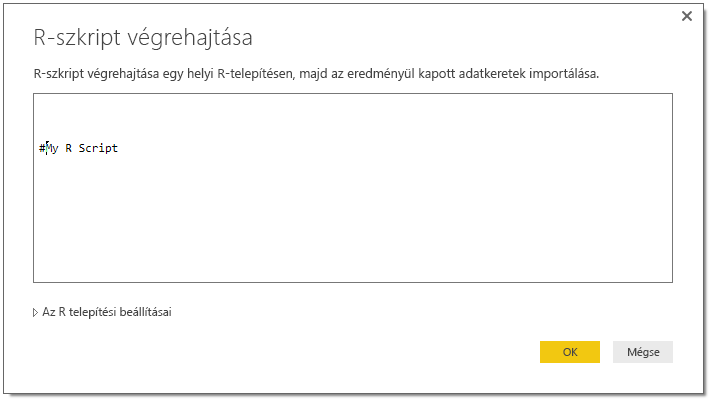 R-szkript végrehajtása
R-szkript végrehajtása egy helyi R-telepítésen, majd az eredményül kapott adatkeretek importálása.
#My R Script
Az R telepítési beállításai
OK
Mégse